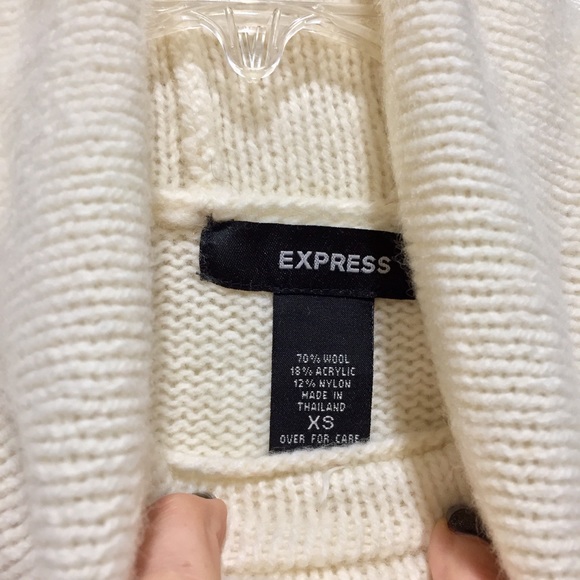 EXPRESS
70% WOOL
18% ACRYLIC
12% NYLON
MADE IN
THAILAND
XS
OVER FOR CARE